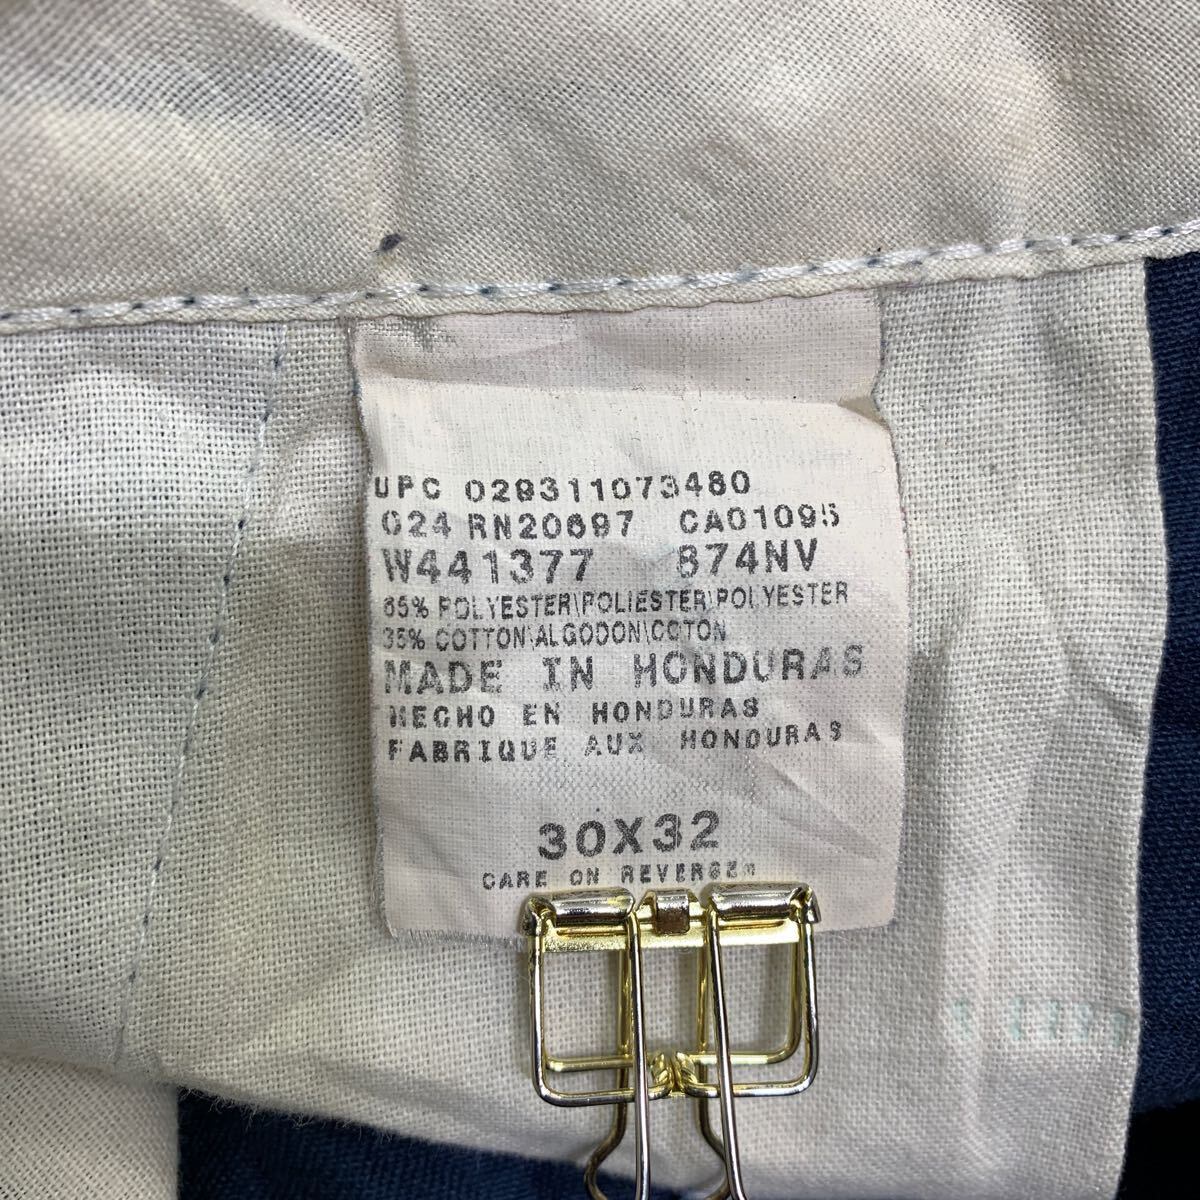 UPC 029311073480
024 RN20697 CA01095
W441377 874NV
65% POLYESTER\POLIESTER\POLYESTER
35% COTTON\ALGODON\COTON
MADE IN HONDURAS
HECHO EN HONDURAS
FABRIQUE AUX HONDURAS
30X32
CARE ON REVERSE